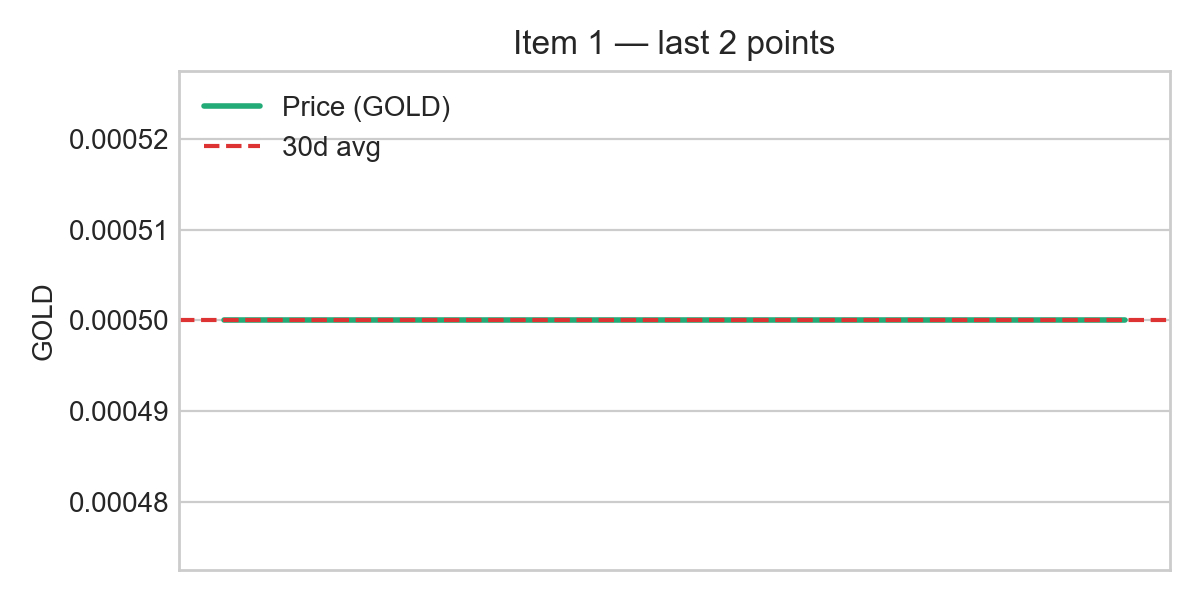 Item 1 — last 2 points
Price (GOLD)
30d avg
0.00052
0.00051
0.00050
0.00049
0.00048
GOLD